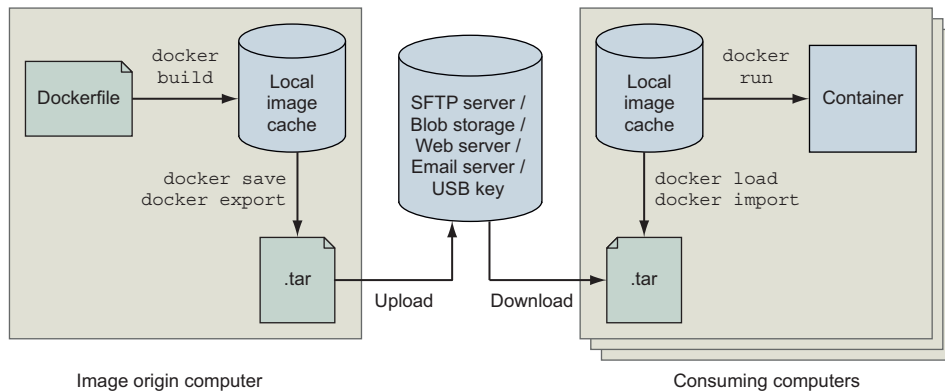 Dockerfile
docker
build
Local
image
cache
docker save
docker export
.tar
Upload
SFTP server /
Blob storage /
Web server /
Email server /
USB key
Download
Local
image
cache
docker
run
Container
docker load
docker import
.tar
Image origin computer
Consuming computers